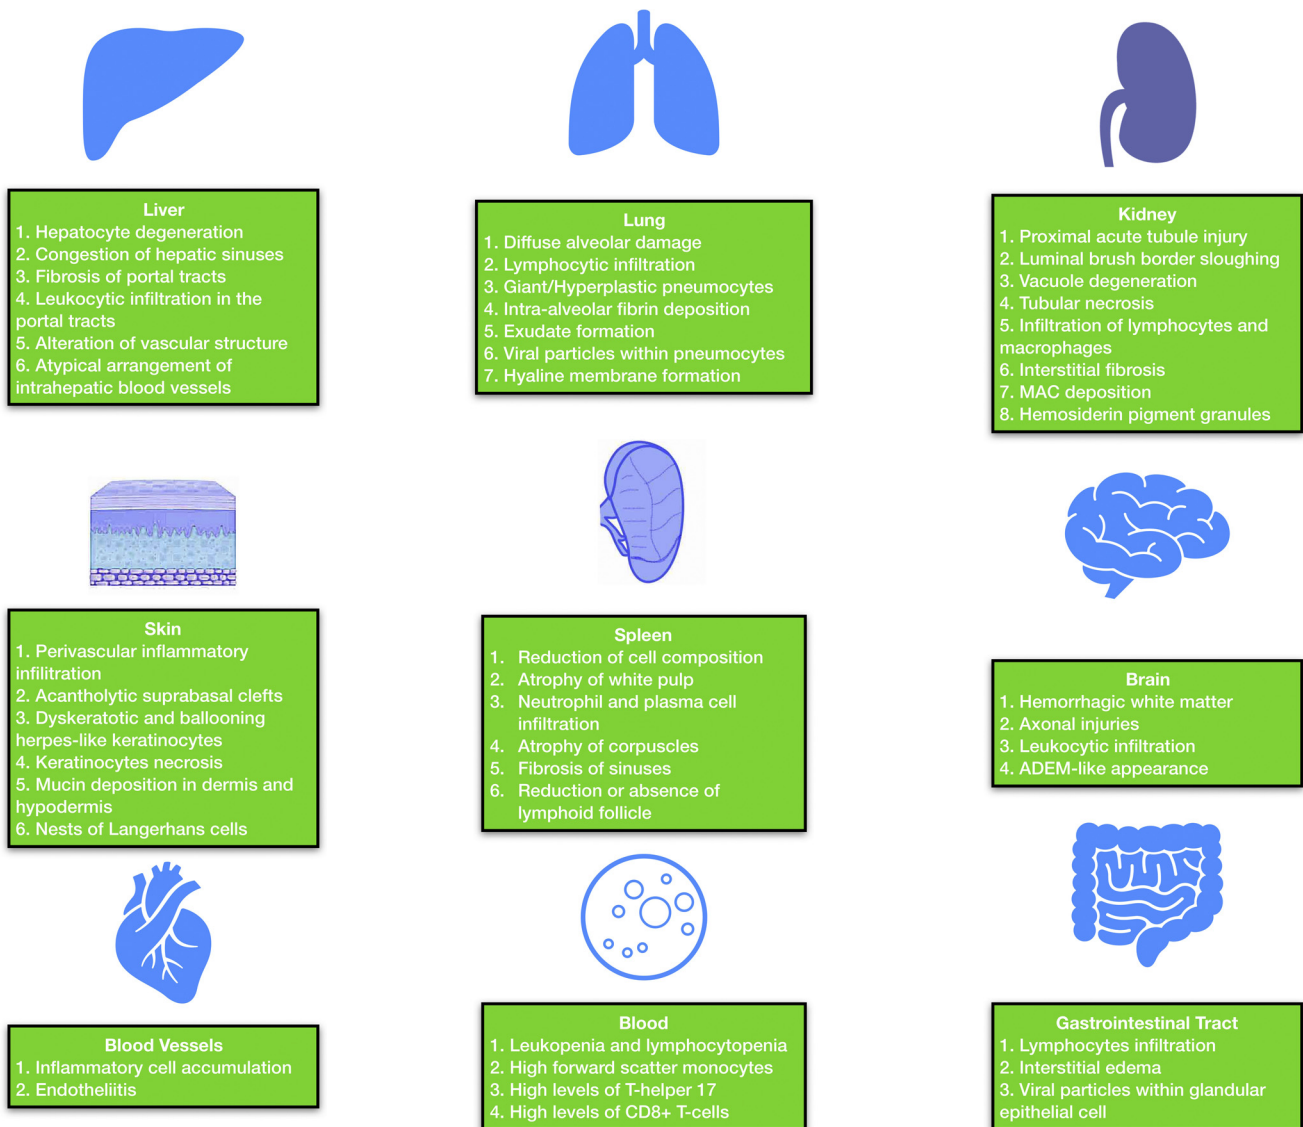 Liver
1. Hepatocyte degeneration
2. Congestion of hepatic sinuses
3. Fibrosis of portal tracts
4. Leukocytic infiltration in the
portal tracts
5. Alteration of vascular structure
6. Atypical arrangement of
intrahepatic blood vessels
Lung
1. Diffuse alveolar damage
2. Lymphocytic infiltration
3. Giant/Hyperplastic pneumocytes
4. Intra-alveolar fibrin deposition
5. Exudate formation
6. Viral particles within pneumocytes
7. Hyaline membrane formation
Kidney
1. Proximal acute tubule injury
2. Luminal brush border sloughing
3. Vacuole degeneration
4. Tubular necrosis
5. Infiltration of lymphocytes and
macrophages
6. Interstitial fibrosis
7. MAC deposition
8. Hemosiderin pigment granules
Skin
1. Perivascular inflammatory
infilitration
2. Acantholytic suprabasal clefts
3. Dyskeratotic and ballooning
herpes-like keratinocytes
4. Keratinocytes necrosis
5. Mucin deposition in dermis and
hypodermis
6. Nests of Langerhans cells
Spleen
1. Reduction of cell composition
2. Atrophy of white pulp
3. Neutrophil and plasma cell
infiltration
4. Atrophy of corpuscles
5. Fibrosis of sinuses
6. Reduction or absence of
lymphoid follicle
Brain
1. Hemorrhagic white matter
2. Axonal injuries
3. Leukocytic infiltration
4. ADEM-like appearance
Blood Vessels
1. Inflammatory cell accumulation
2. Endotheliitis
Blood
1. Leukopenia and lymphocytopenia
2. High forward scatter monocytes
3. High levels of T-helper 17
4. High levels of CD8+ T-cells
Gastrointestinal Tract
1. Lymphocytes infiltration
2. Interstitial edema
3. Viral particles within glandular
epithelial cell